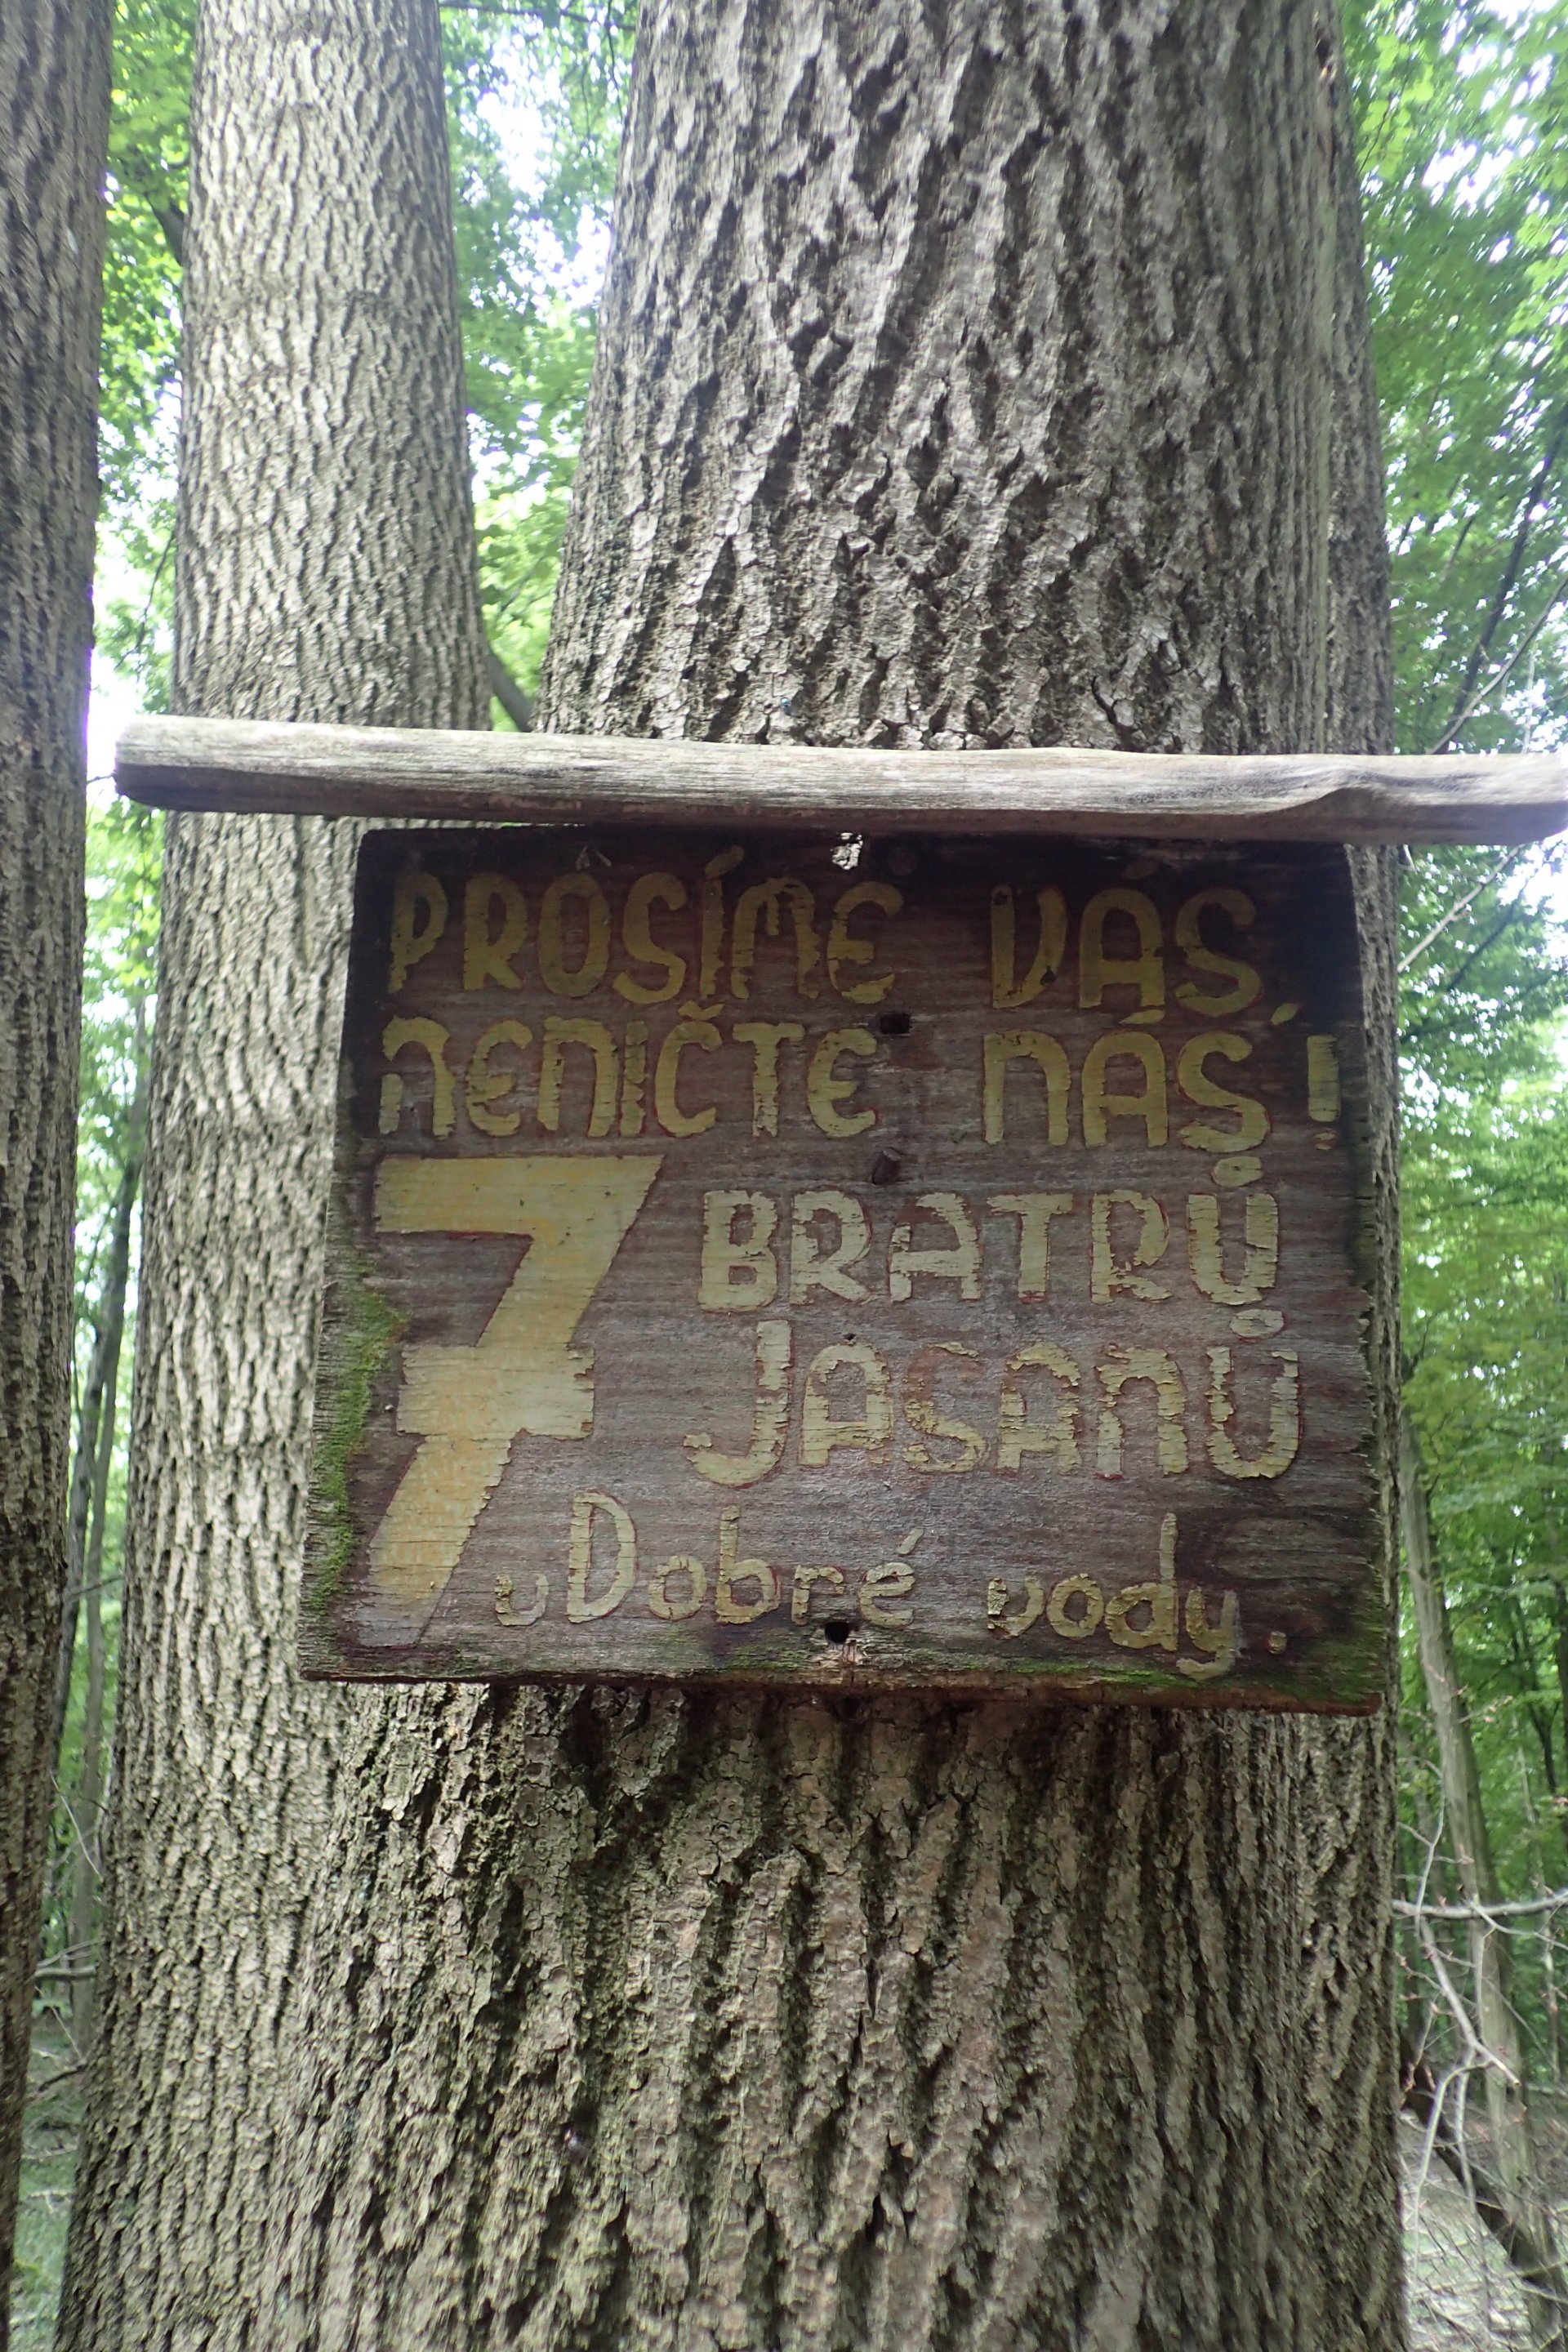 PROSÍME VÁS,
NENIČTE NÁS!
7 BRATRŮ
JASANŮ
u Dobré vody.